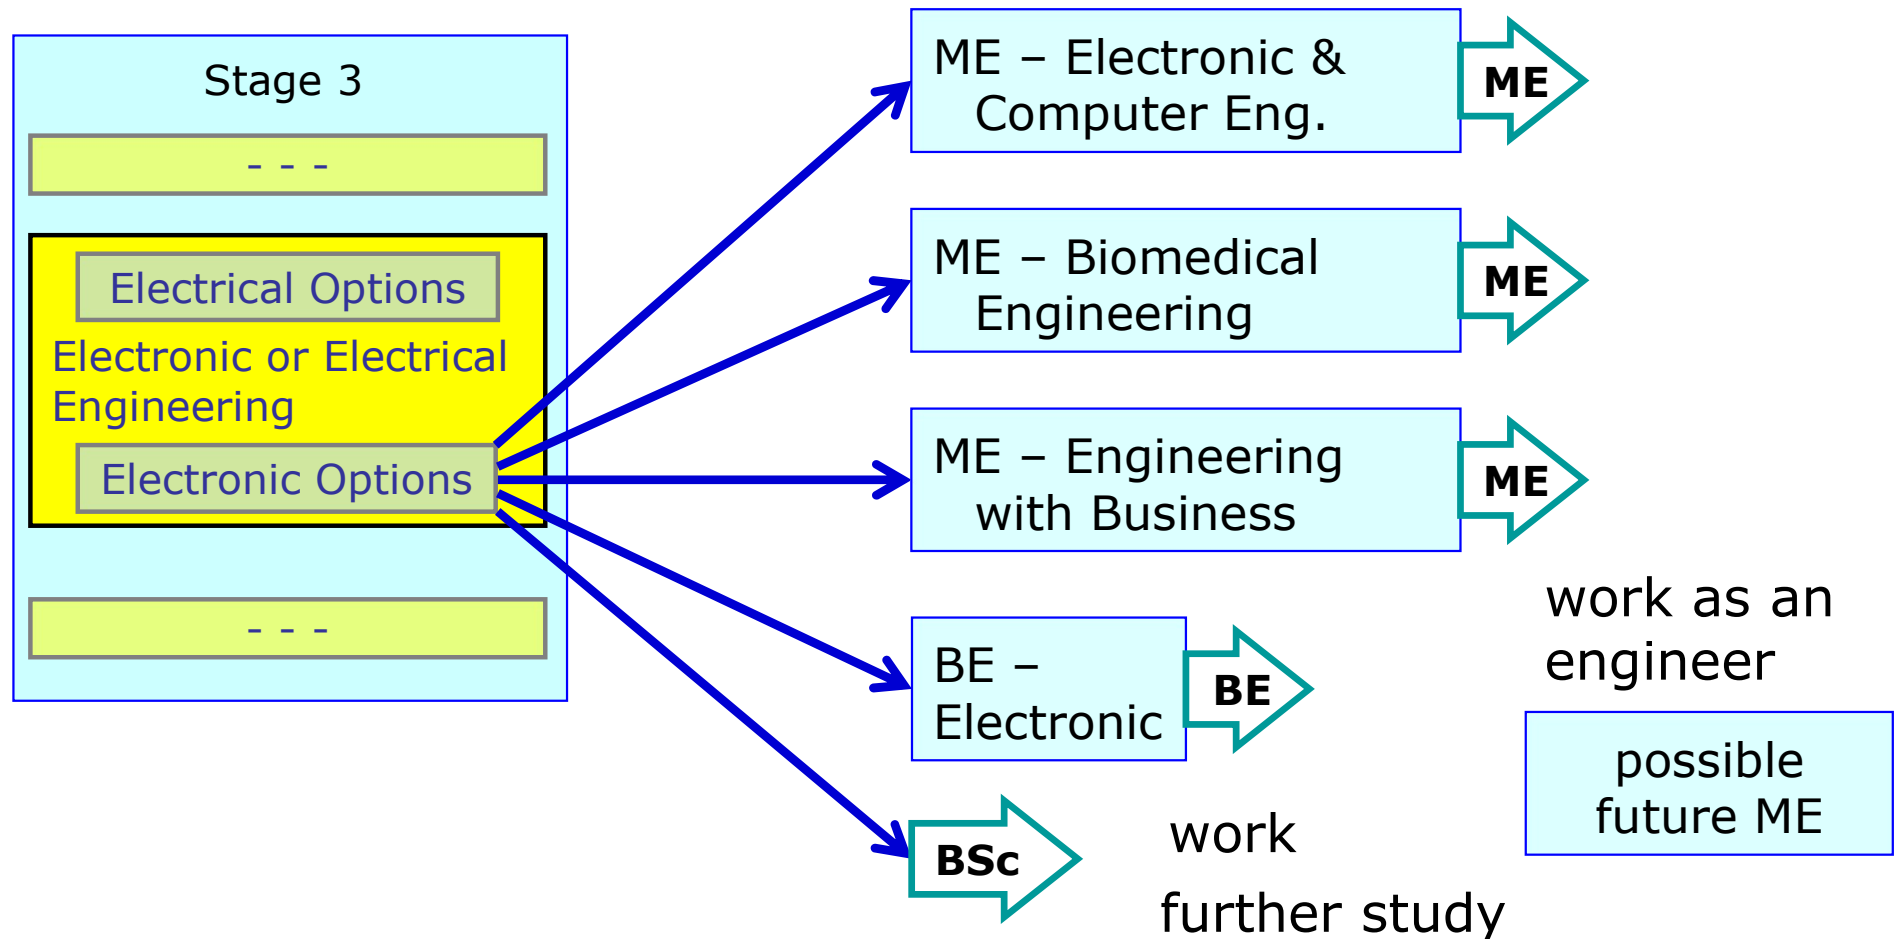 Stage 3
- - -
Electrical Options
Electronic or Electrical
Engineering
Electronic Options
- - -
ME – Electronic &
Computer Eng.
ME
ME – Biomedical
Engineering
ME
ME – Engineering
with Business
ME
BE –
Electronic
BE
work as an
engineer
possible
future ME
BSc
work
further study